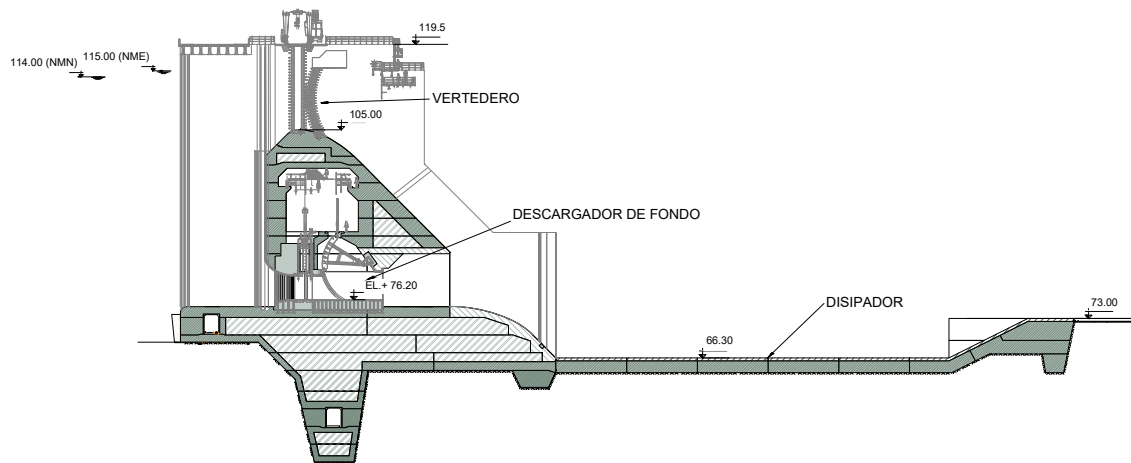 119.5
115.00 (NME)
114.00 (NMN)
VERTEDERO
105.00
DESCARGADOR DE FONDO
EL.+ 76.20
DISIPADOR
73.00
66.30